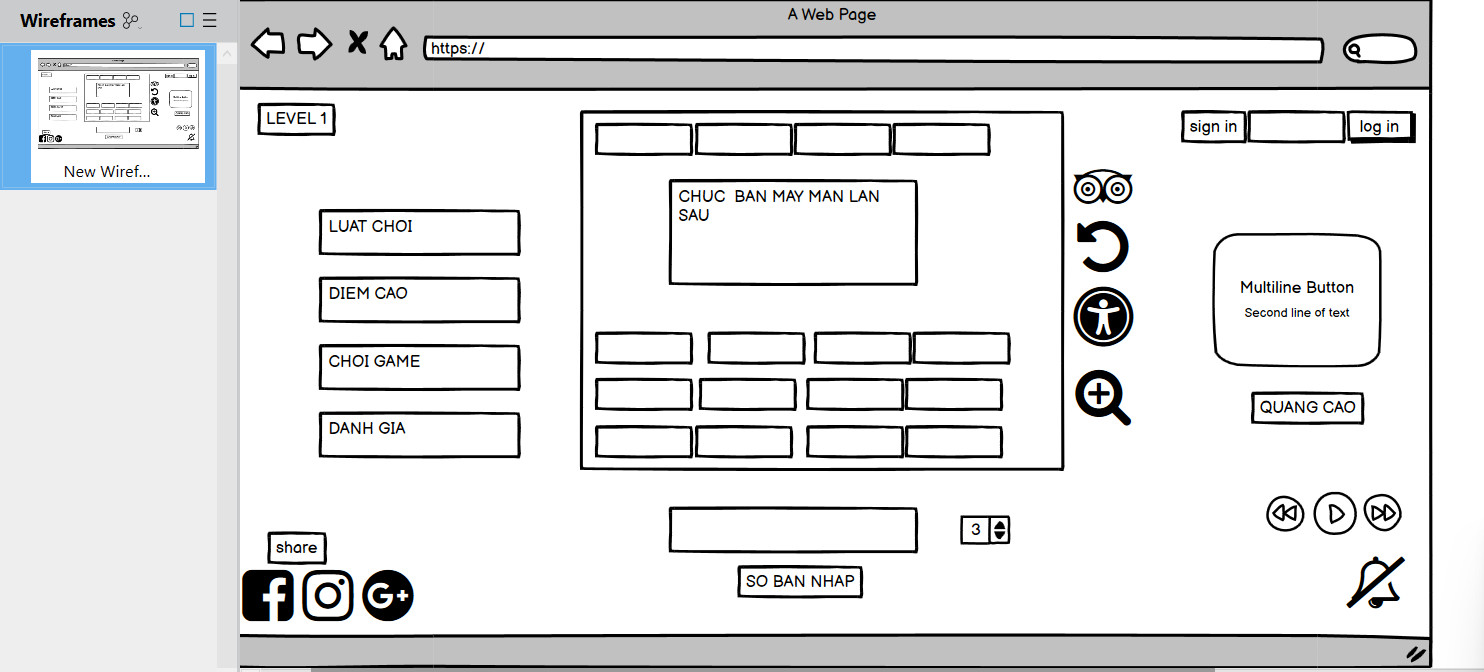 Wireframes
New Wiref...
A Web Page
https://
LEVEL 1
sign in
log in
CHUC BAN MAY MAN LAN
SAU
LUAT CHOI
DIEM CAO
CHOI GAME
DANH GIA
Multiline Button
Second line of text
QUANG CAO
3
share
SO BAN NHAP
G+